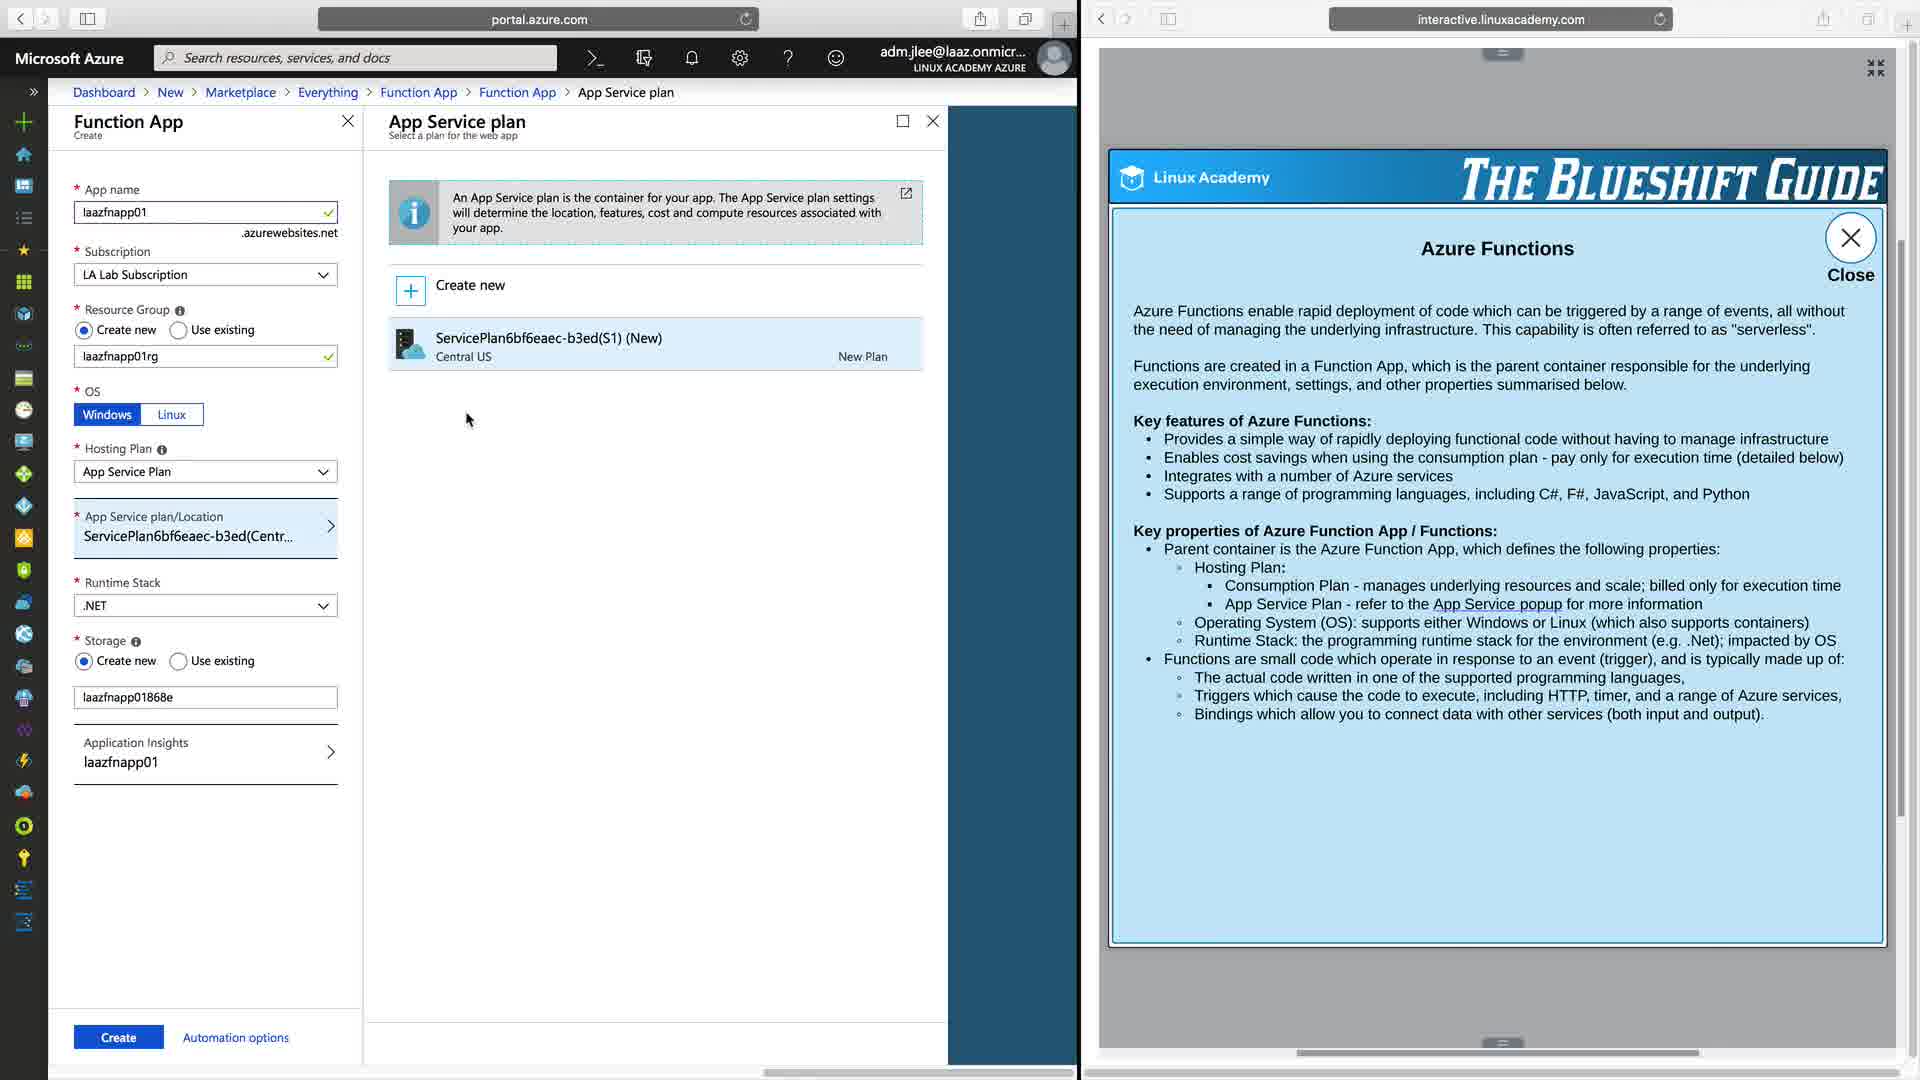 portal.azure.com
Microsoft Azure
Search resources, services, and docs
adm.jlee@laaz.onmicr...
LINUX ACADEMY AZURE
Dashboard > New > Marketplace > Everything > Function App > Function App > App Service plan
Function App
Create
* App name
laazfnapp01
.azurewebsites.net
* Subscription
LA Lab Subscription
* Resource Group
Create new
Use existing
laazfnapp01rg
* OS
Windows
Linux
* Hosting Plan
App Service Plan
* App Service plan/Location
ServicePlan6bf6eaec-b3ed(Centr...
* Runtime Stack
.NET
* Storage
Create new
Use existing
laazfnapp01868e
Application Insights
laazfnapp01
Create
Automation options
App Service plan
Select a plan for the web app
An App Service plan is the container for your app. The App Service plan settings
will determine the location, features, cost and compute resources associated with
your app.
Create new
ServicePlan6bf6eaec-b3ed(S1) (New)
Central US
New Plan
interactive.linuxacademy.com
Linux Academy
THE BLUESHIFT GUIDE
Azure Functions
Close
Azure Functions enable rapid deployment of code which can be triggered by a range of events, all without
the need of managing the underlying infrastructure. This capability is often referred to as "serverless".
Functions are created in a Function App, which is the parent container responsible for the underlying
execution environment, settings, and other properties summarised below.
Key features of Azure Functions:
• Provides a simple way of rapidly deploying functional code without having to manage infrastructure
• Enables cost savings when using the consumption plan - pay only for execution time (detailed below)
• Integrates with a number of Azure services
• Supports a range of programming languages, including C#, F#, JavaScript, and Python
Key properties of Azure Function App / Functions:
• Parent container is the Azure Function App, which defines the following properties:
◦ Hosting Plan:
▪ Consumption Plan - manages underlying resources and scale; billed only for execution time
▪ App Service Plan - refer to the App Service popup for more information
◦ Operating System (OS): supports either Windows or Linux (which also supports containers)
◦ Runtime Stack: the programming runtime stack for the environment (e.g. .Net); impacted by OS
• Functions are small code which operate in response to an event (trigger), and is typically made up of:
◦ The actual code written in one of the supported programming languages,
◦ Triggers which cause the code to execute, including HTTP, timer, and a range of Azure services,
◦ Bindings which allow you to connect data with other services (both input and output).